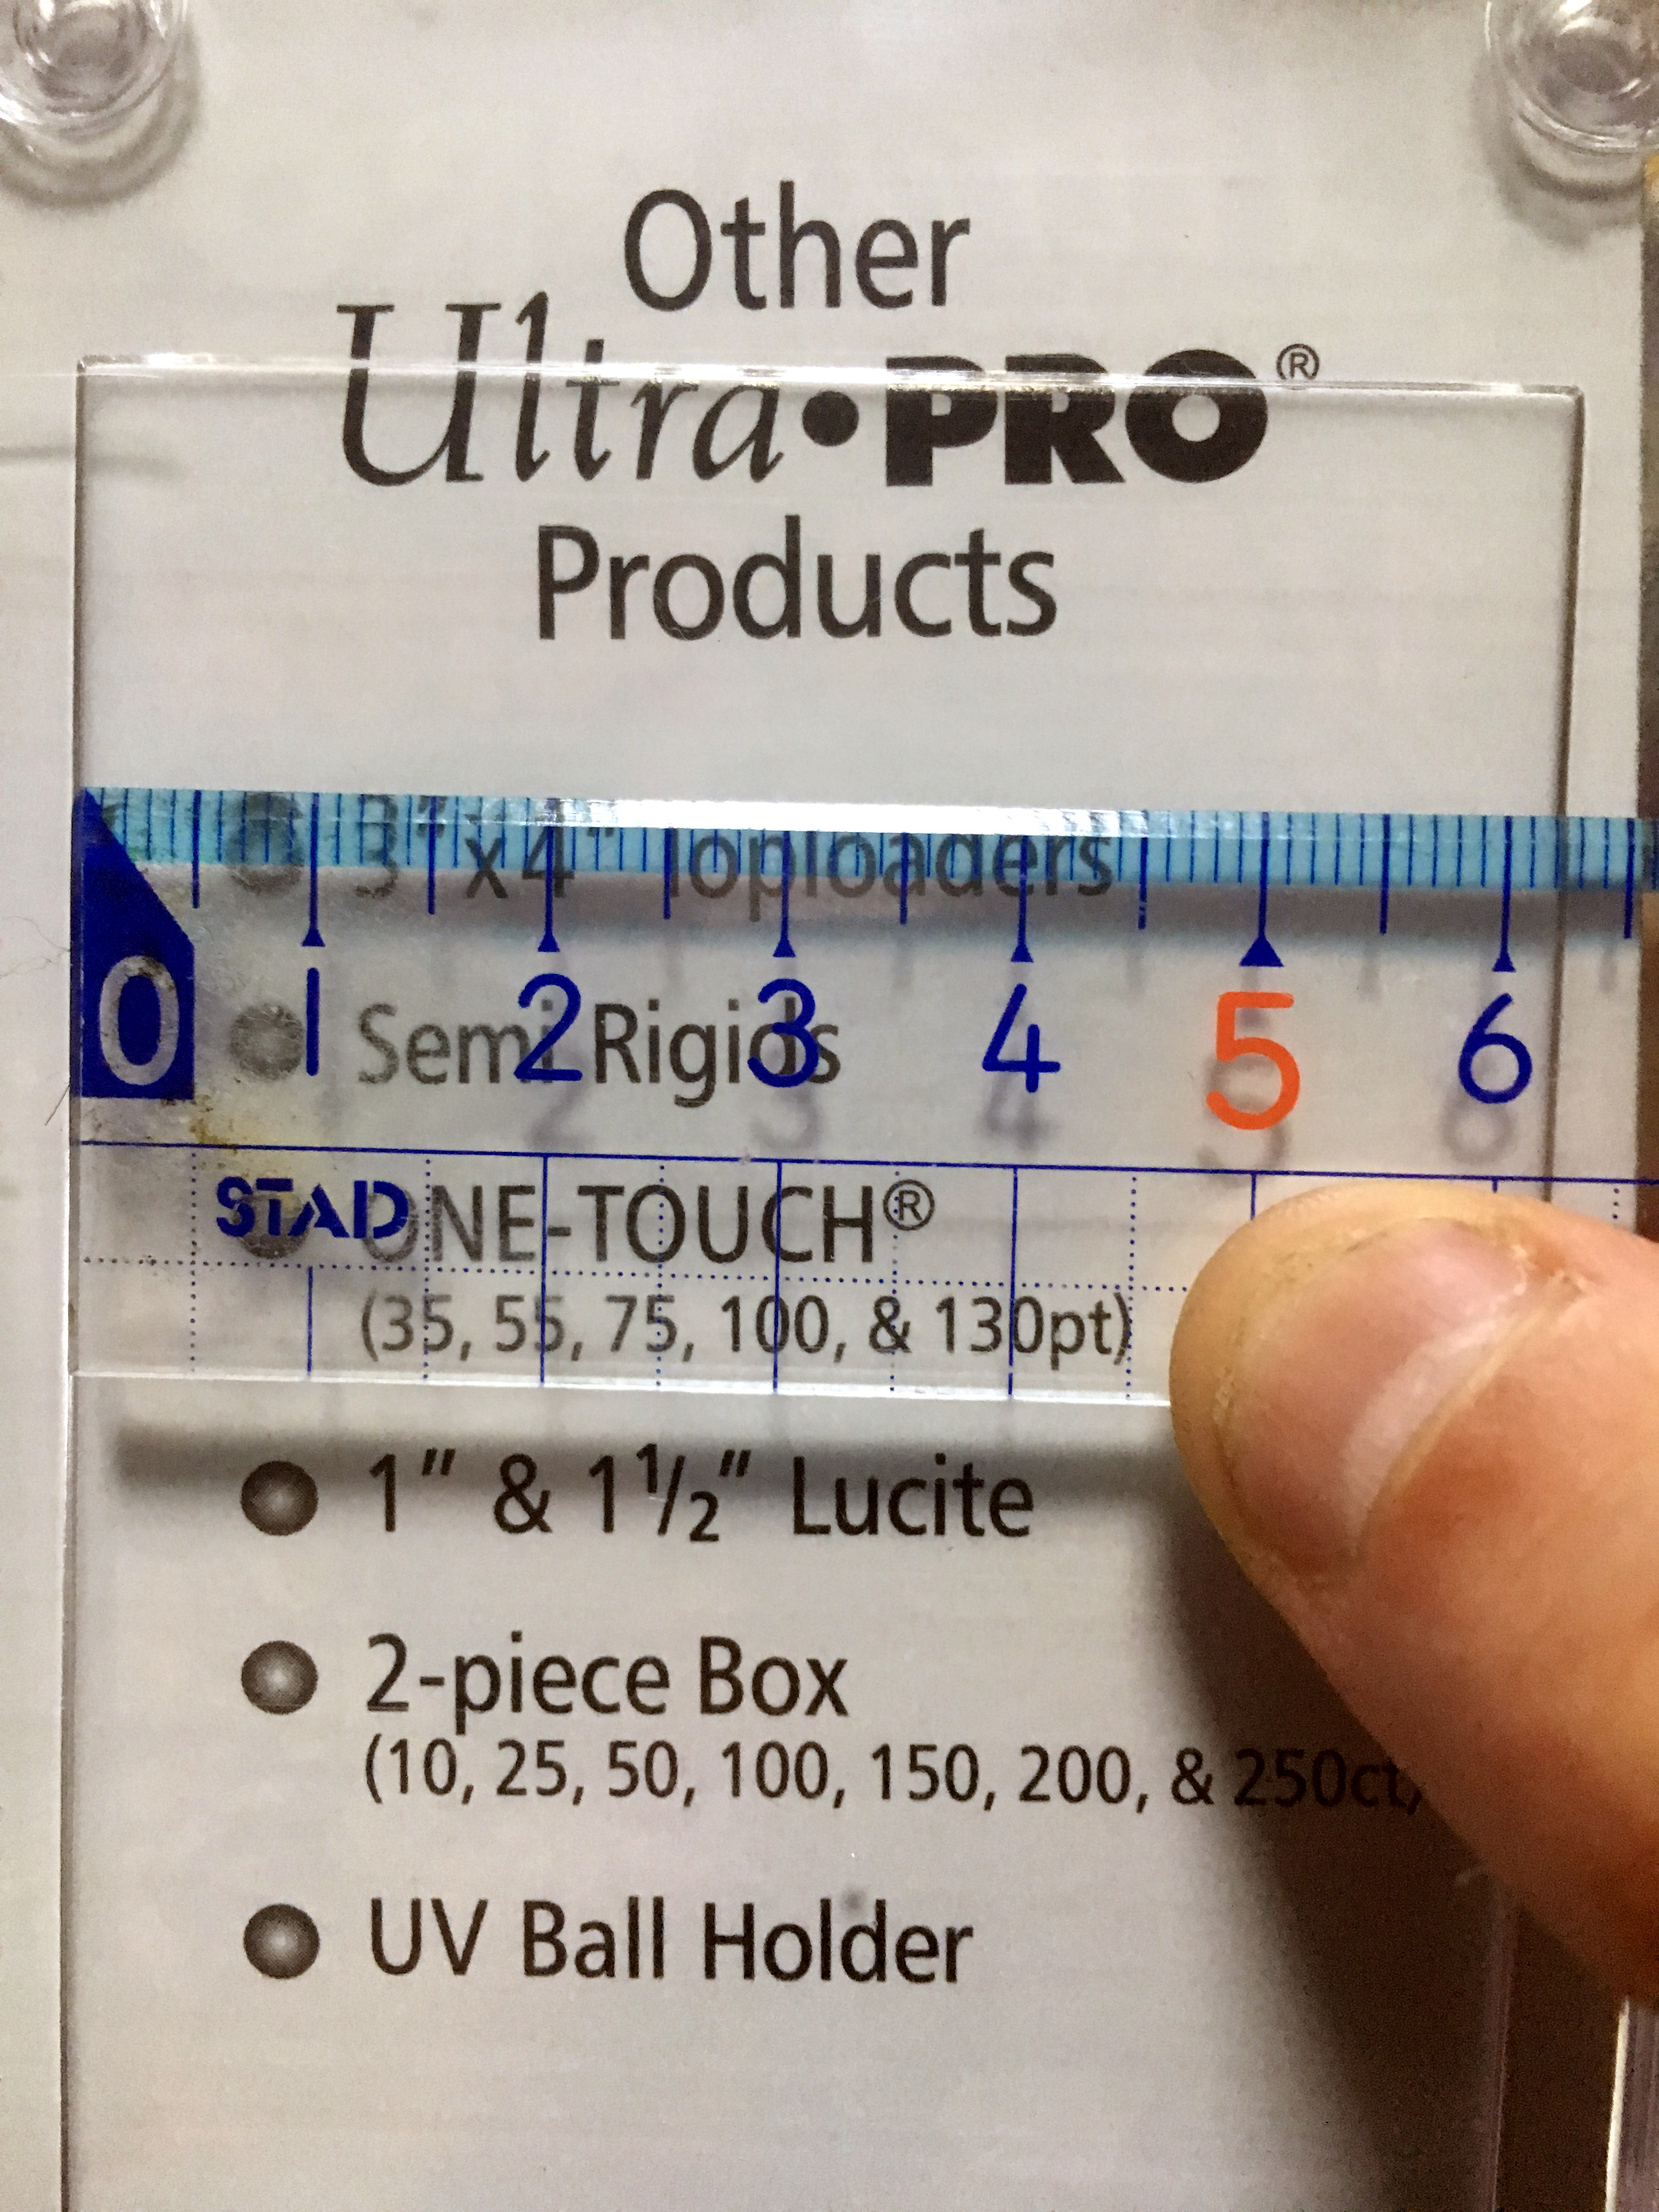 Other
Ultra•PRO®
Products
3"x4" Toploaders
0 1 2 3 4 5 6
Semi Rigids
STAD
ONE-TOUCH®
(35, 55, 75, 100, & 130pt)
1" & 1½" Lucite
2-piece Box
(10, 25, 50, 100, 150, 200, & 250ct)
UV Ball Holder